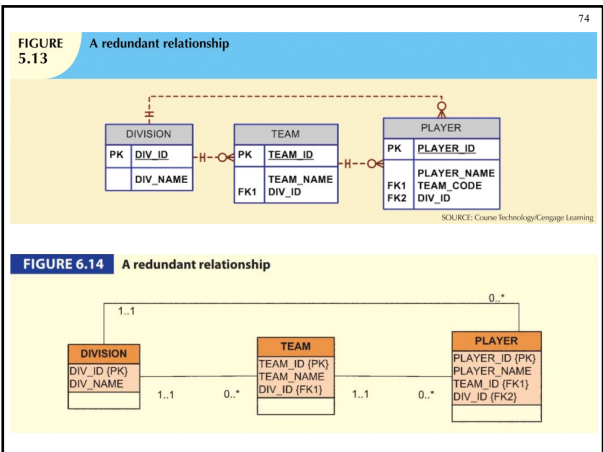 74
FIGURE 5.13
A redundant relationship
DIVISION
PK DIV_ID
DIV_NAME
TEAM
PK TEAM_ID
TEAM_NAME
FK1 DIV_ID
PLAYER
PK PLAYER_ID
PLAYER_NAME
FK1 TEAM_CODE
FK2 DIV_ID
SOURCE: Course Technology/Cengage Learning
FIGURE 6.14 A redundant relationship
1..1
0..*
DIVISION
DIV_ID {PK}
DIV_NAME
1..1
0..*
TEAM
TEAM_ID {PK}
TEAM_NAME
DIV_ID {FK1}
1..1
0..*
PLAYER
PLAYER_ID {PK}
PLAYER_NAME
TEAM_ID {FK1}
DIV_ID {FK2}